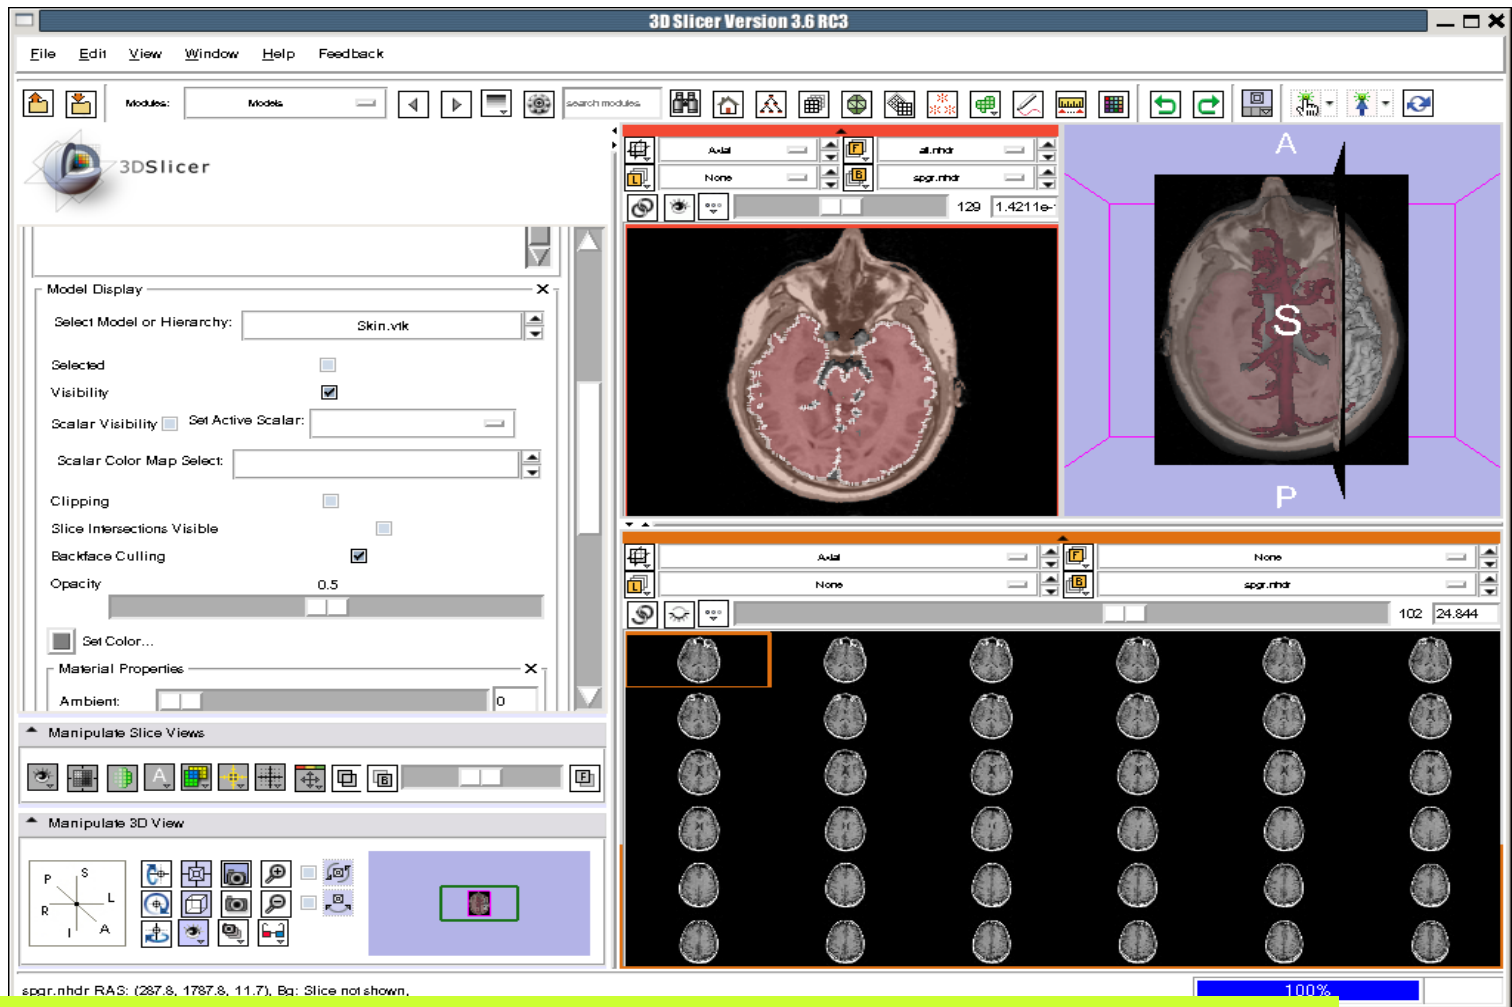 3D Slicer Version 3.6 RC3
File Edit View Window Help Feedback
Modules: Models search modules
3DSlicer
Model Display
Select Model or Hierarchy: Skin.vtk
Selected
Visibility
Scalar Visibility Set Active Scalar:
Scalar Color Map Select:
Clipping
Slice Intersections Visible
Backface Culling
Opacity 0.5
Set Color...
Material Properties
Ambient: 0
Manipulate Slice Views
A
B
F
Manipulate 3D View
P S
L
R
I A
Axial F all.nhdr
L None B spgr.nhdr
129 1.4211e-
A
S
P
Axial F None
L None B spgr.nhdr
102 24.844
spgr.nhdr RAS: (287.8, 1787.8, 11.7), Bg: Slice not shown,
100%